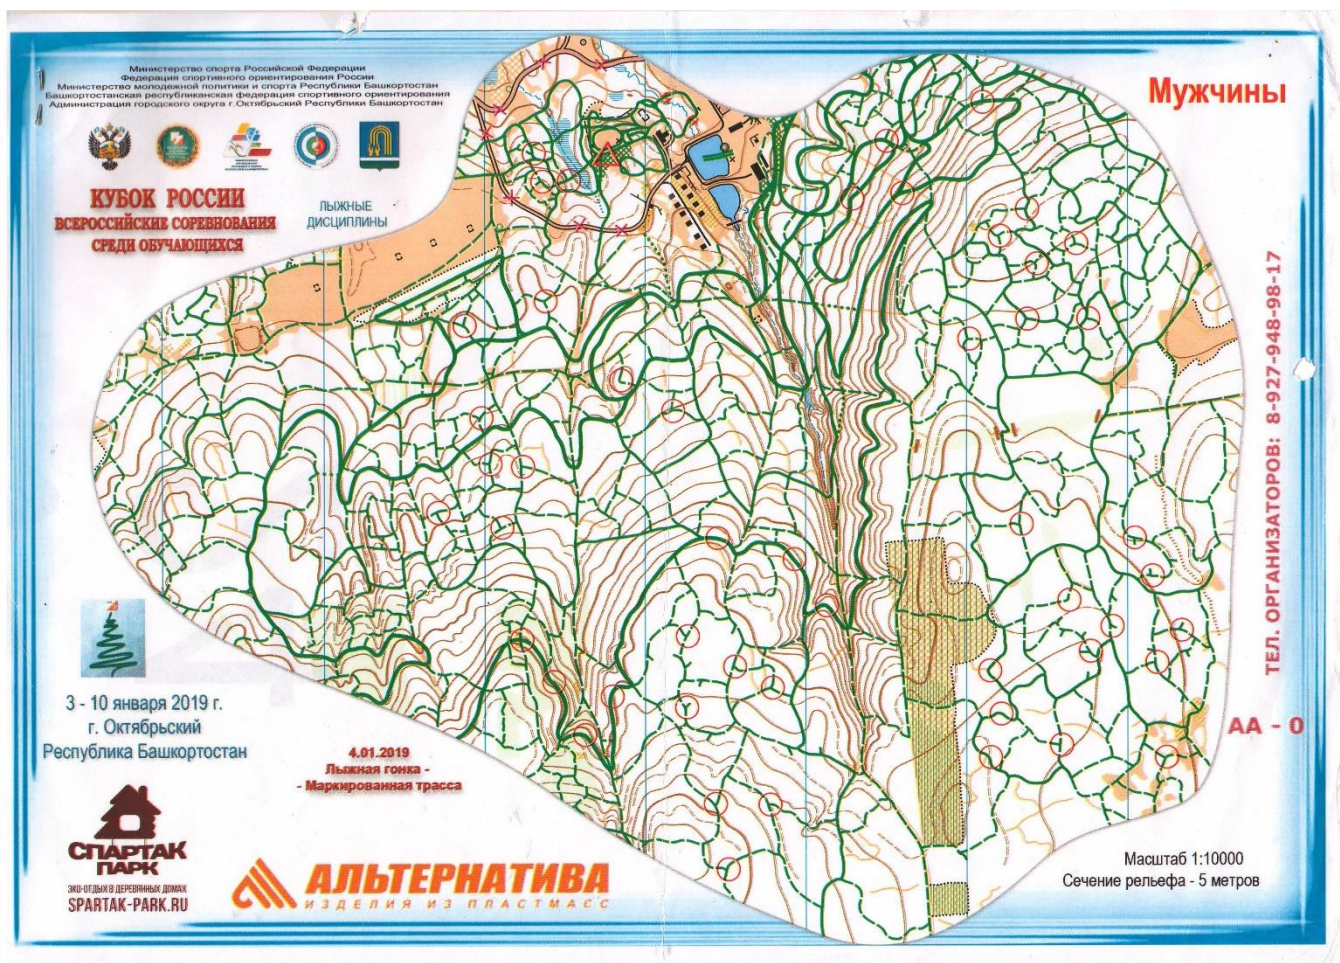 Министерство спорта Российской Федерации
Федерация спортивного ориентирования России
Министерство молодежной политики и спорта Республики Башкортостан
Башкортостанская республиканская федерация спортивного ориентирования
Администрация городского округа г.Октябрьский Республики Башкортостан
КУБОК РОССИИ
ВСЕРОССИЙСКИЕ СОРЕВНОВАНИЯ
СРЕДИ ОБУЧАЮЩИХСЯ
ЛЫЖНЫЕ
ДИСЦИПЛИНЫ
Мужчины
ТЕЛ. ОРГАНИЗАТОРОВ: 8-927-948-98-17
АА - 0
3 - 10 января 2019 г.
г. Октябрьский
Республика Башкортостан
4.01.2019
Лыжная гонка -
- Маркированная трасса
СПАРТАК
ПАРК
ЭКО-ОТДЫХ В ДЕРЕВЯННЫХ ДОМАХ
SPARTAK-PARK.RU
АЛЬТЕРНАТИВА
ИЗДЕЛИЯ ИЗ ПЛАСТМАСС
Масштаб 1:10000
Сечение рельефа - 5 метров